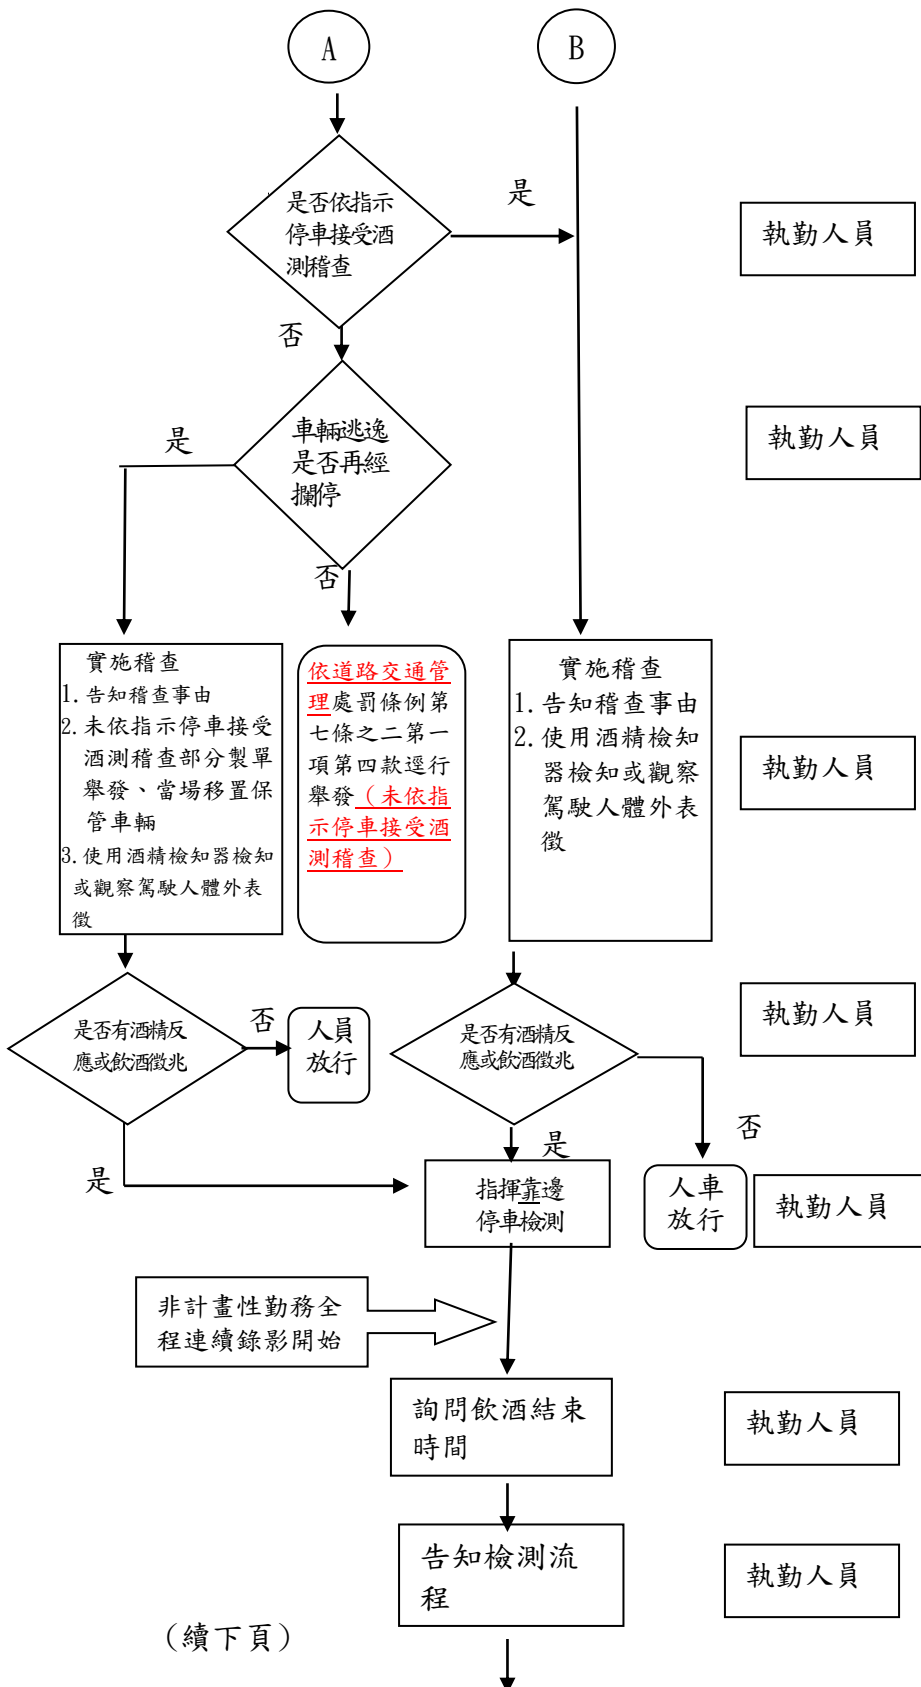 A
B
是否依指示
停車接受酒
測稽查
是
執勤人員
否
車輛逃逸
是否再經
攔停
是
執勤人員
否
實施稽查
1.告知稽查事由
2.未依指示停車接受
酒測稽查部分製單
舉發、當場移置保
管車輛
3.使用酒精檢知器檢知
或觀察駕駛人體外表
徵
依道路交通管
理處罰條例第
七條之二第一
項第四款逕行
舉發（未依指
示停車接受酒
測稽查）
實施稽查
1.告知稽查事由
2.使用酒精檢知
器檢知或觀察
駕駛人體外表
徵
執勤人員
是否有酒精反
應或飲酒徵兆
否
人員
放行
是否有酒精反
應或飲酒徵兆
執勤人員
否
是
是
指揮靠邊
停車檢測
人車
放行
執勤人員
非計畫性勤務全
程連續錄影開始
詢問飲酒結束
時間
執勤人員
告知檢測流
程
執勤人員
（續下頁）